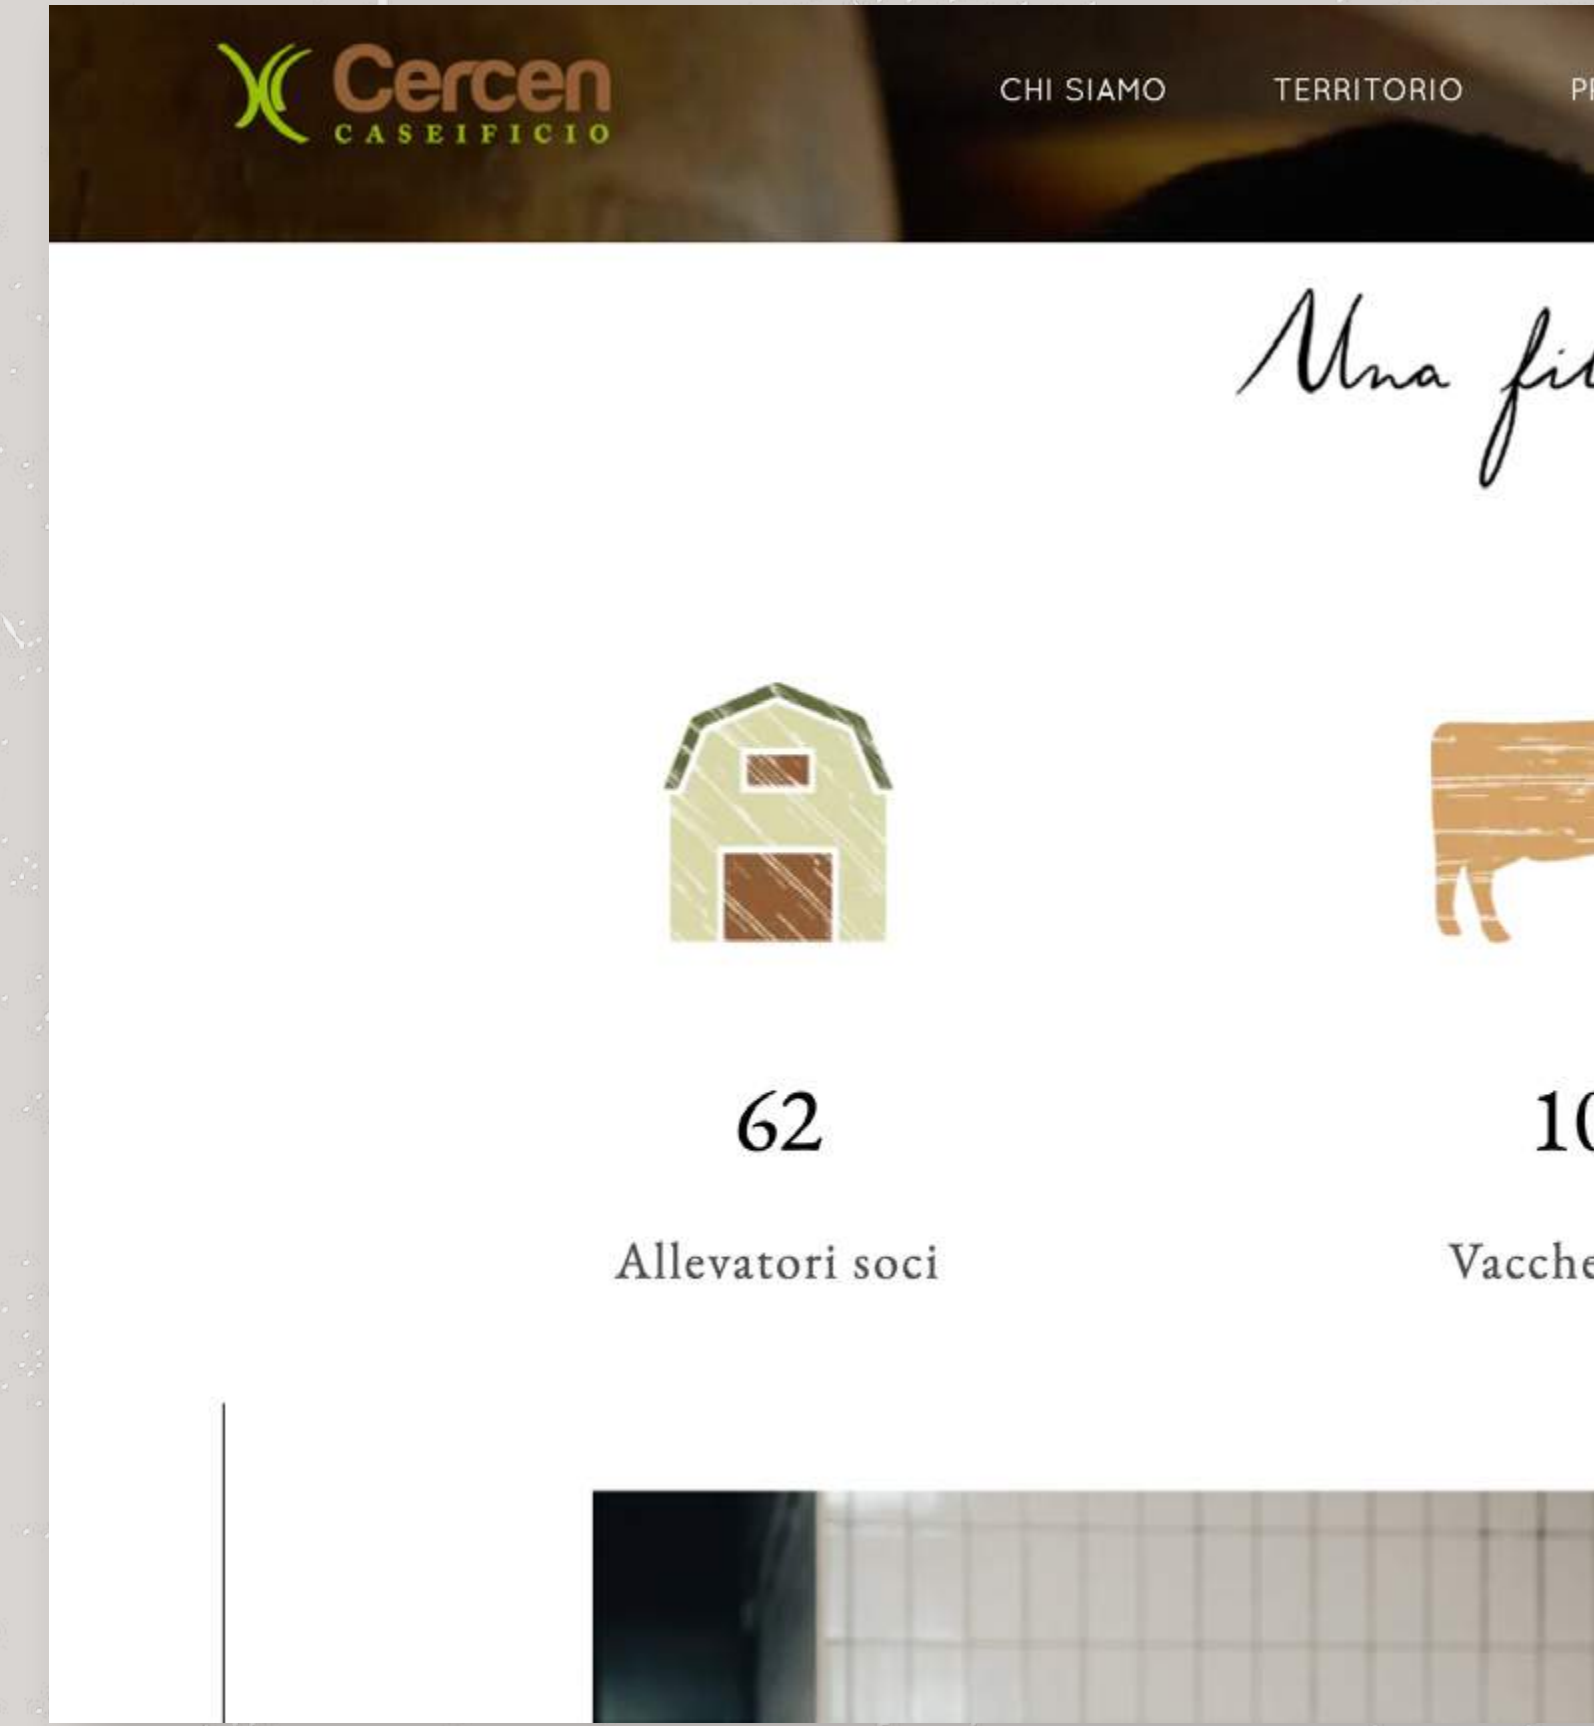 Cercen
CASEIFICIO
CHI SIAMO
TERRITORIO
Una
62
Allevatori soci